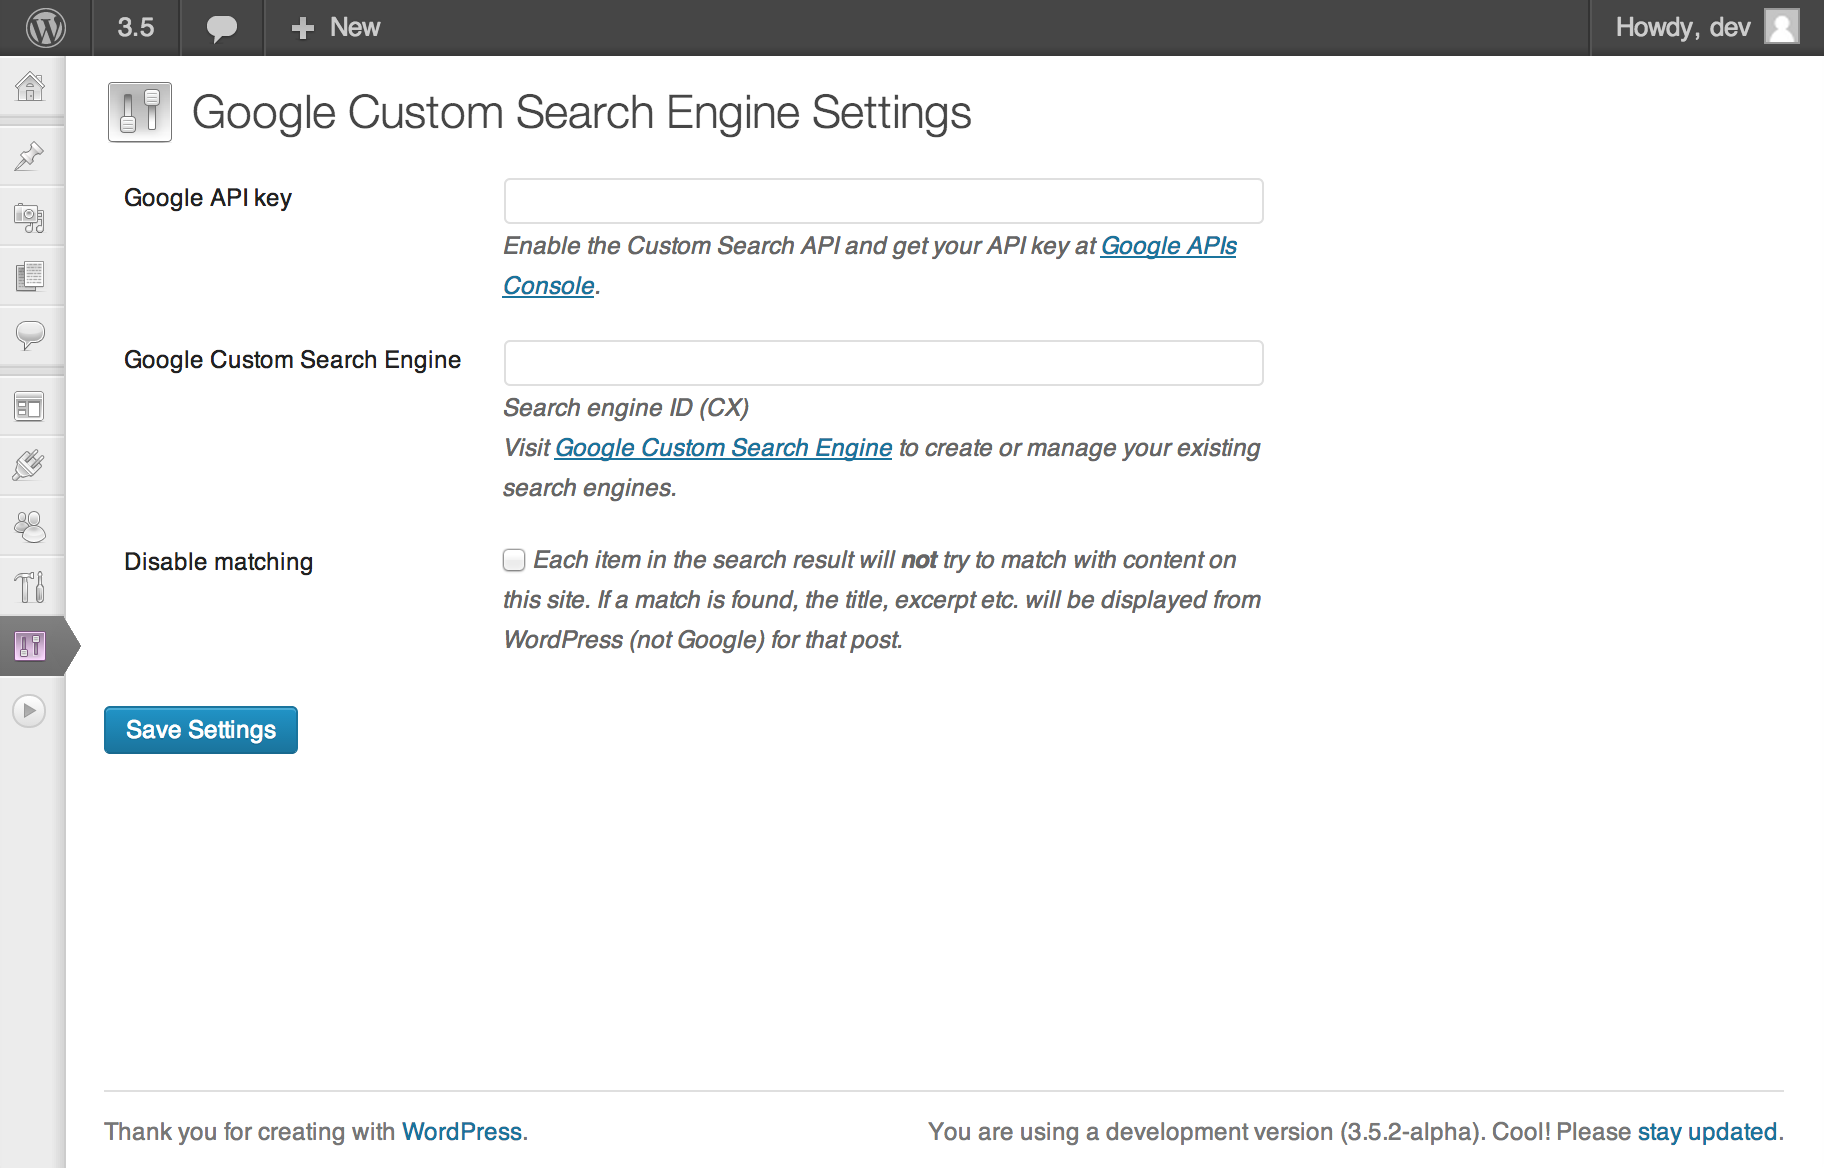 3.5
New
Howdy, dev
Google Custom Search Engine Settings
Google API key
Enable the Custom Search API and get your API key at Google APIs
Console.
Google Custom Search Engine
Search engine ID (CX)
Visit Google Custom Search Engine to create or manage your existing
search engines.
Disable matching
Each item in the search result will not try to match with content on
this site. If a match is found, the title, excerpt etc. will be displayed from
WordPress (not Google) for that post.
Save Settings
Thank you for creating with WordPress.
You are using a development version (3.5.2-alpha). Cool! Please stay updated.